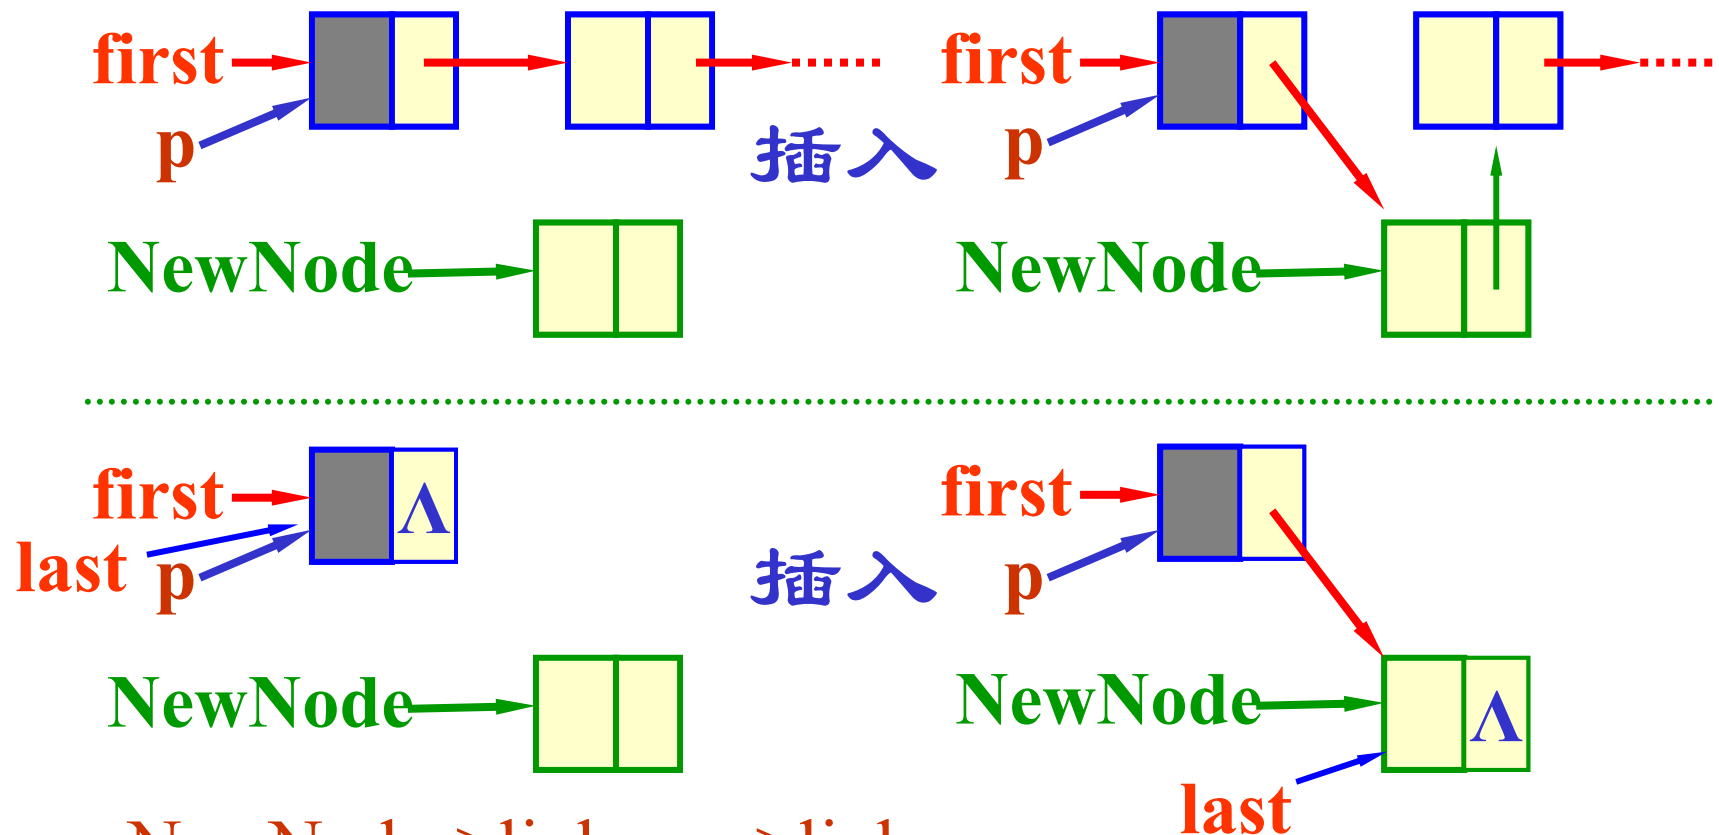 first first
p 插入 p
NewNode NewNode
first Λ first
last p 插入 p
NewNode NewNode Λ
last